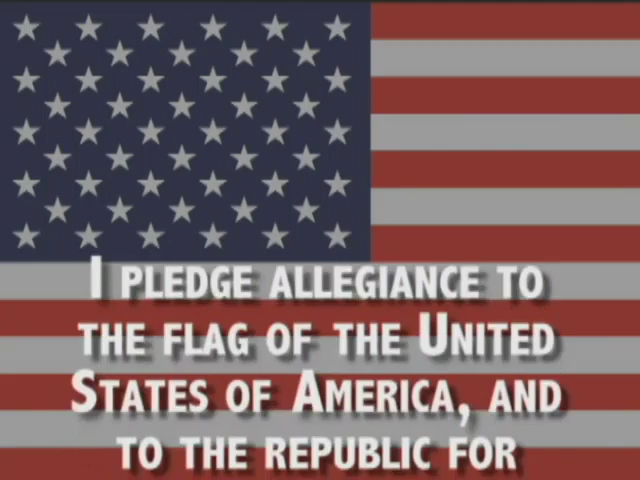 I PLEDGE ALLEGIANCE TO
THE FLAG OF THE UNITED
STATES OF AMERICA, AND
TO THE REPUBLIC FOR